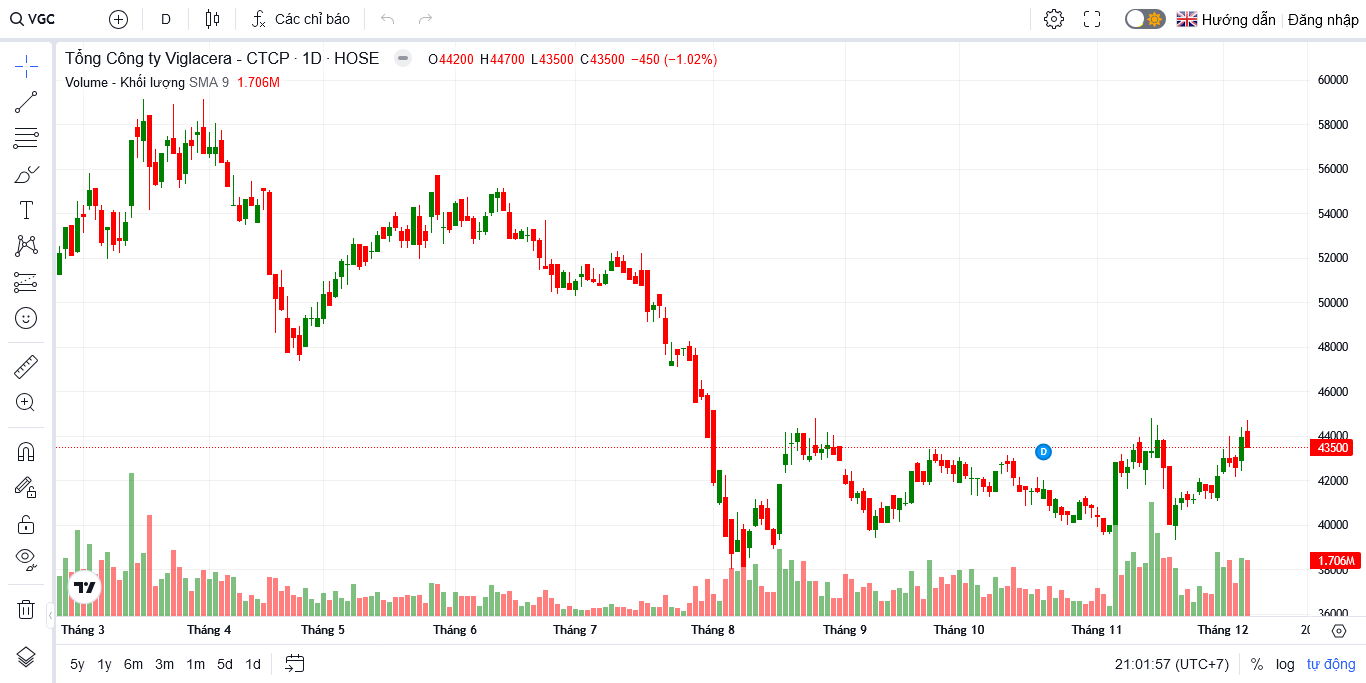 VGC D Các chỉ báo Hướng dẫn Đăng nhập
Tổng Công ty Viglacera - CTCP · 1D · HOSE O44200 H44700 L43500 C43500 −450 (−1.02%)
Volume - Khối lượng SMA 9 1.706M
60000
58000
56000
54000
52000
50000
48000
46000
44000
43500
42000
40000
1.706M
38000
36000
D
Tháng 3 Tháng 4 Tháng 5 Tháng 6 Tháng 7 Tháng 8 Tháng 9 Tháng 10 Tháng 11 Tháng 12
5y 1y 6m 3m 1m 5d 1d 21:01:57 (UTC+7) % log tự động